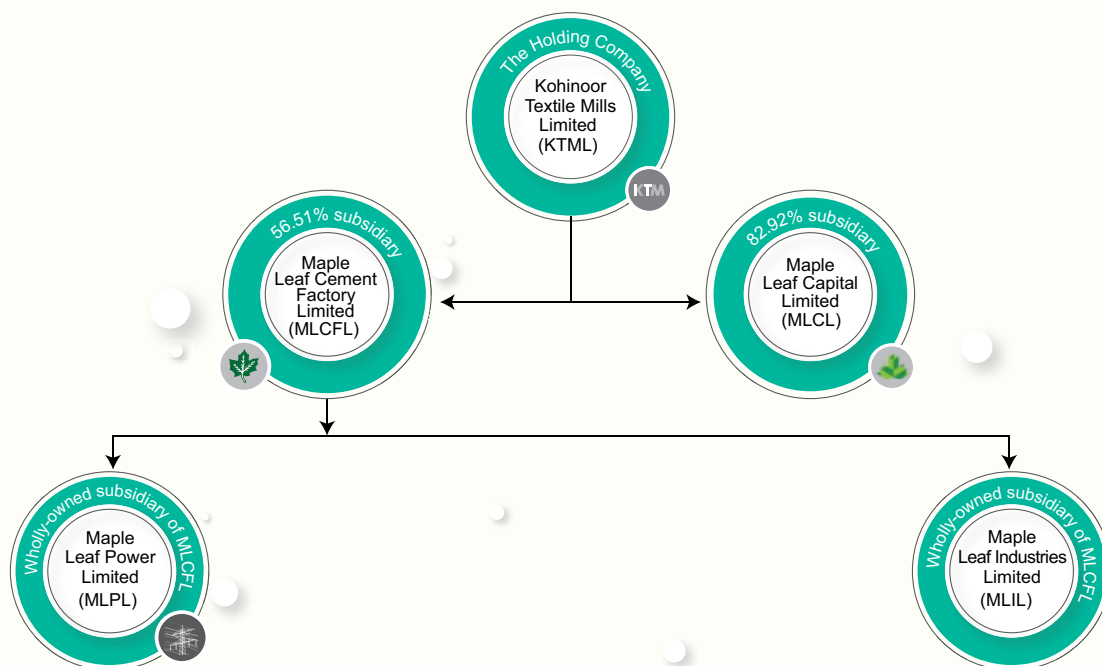 The Holding Company
Kohinoor
Textile Mills
Limited
(KTML)
KTM
56.51% subsidiary
Maple
Leaf Cement
Factory
Limited
(MLCFL)
82.92% subsidiary
Maple
Leaf Capital
Limited
(MLCL)
Wholly-owned subsidiary of MLCFL
Maple
Leaf Power
Limited
(MLPL)
Wholly-owned subsidiary of MLCFL
Maple
Leaf Industries
Limited
(MLIL)